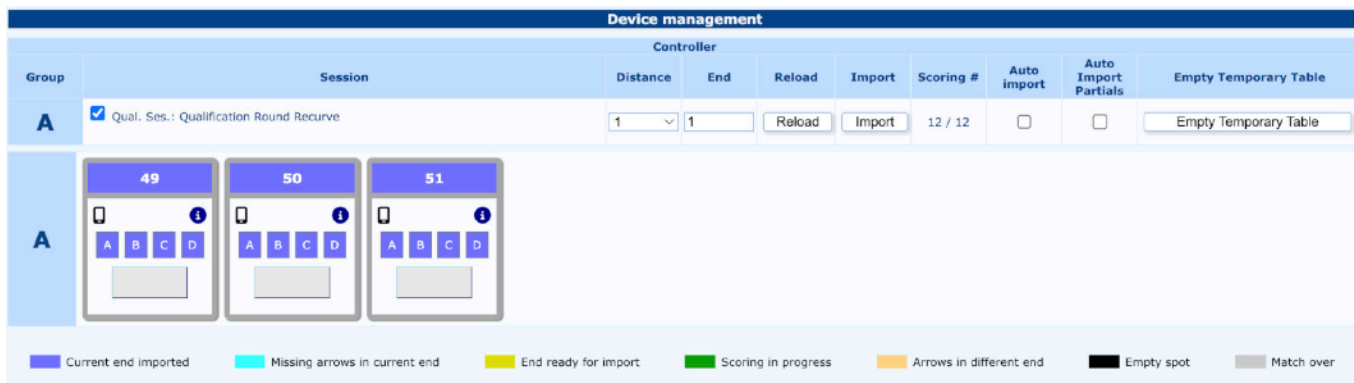 Device management
Controller
Group Session Distance End Reload Import Scoring # Auto import Auto Import Partials Empty Temporary Table
A Qual. Ses.: Qualification Round Recurve 1 1 Reload Import 12 / 12 Empty Temporary Table
A
49 50 51
A B C D A B C D A B C D
Current end imported Missing arrows in current end End ready for import Scoring in progress Arrows in different end Empty spot Match over